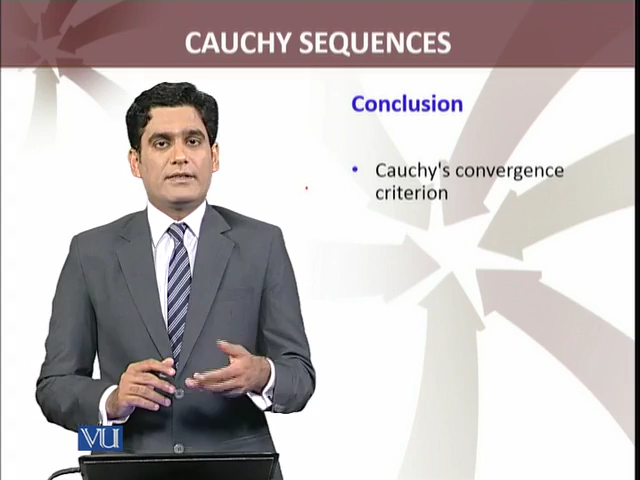 CAUCHY SEQUENCES
Conclusion
• Cauchy's convergence
criterion
VU